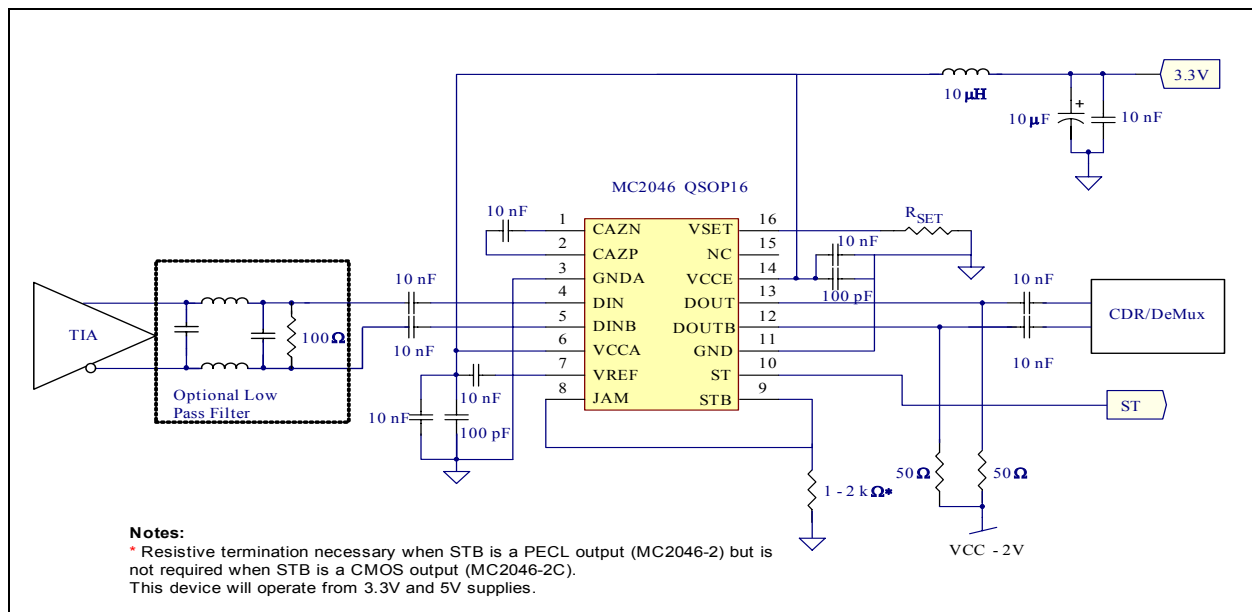 3.3V
10 μH
10 μF
+
10 nF
MC2046 QSOP16
10 nF
1
CAZN
VSET
16
R_SET
2
CAZP
NC
15
10 nF
3
GNDA
VCCE
14
100 pF
10 nF
4
DIN
DOUT
13
10 nF
TIA
100Ω
5
DINB
DOUTB
12
CDR/DeMux
10 nF
6
VCCA
GND
11
10 nF
7
VREF
ST
10
8
JAM
STB
9
Optional Low
Pass Filter
10 nF
10 nF
100 pF
ST
50Ω
50Ω
1 - 2 kΩ*
VCC - 2V
Notes:
* Resistive termination necessary when STB is a PECL output (MC2046-2) but is
not required when STB is a CMOS output (MC2046-2C).
This device will operate from 3.3V and 5V supplies.